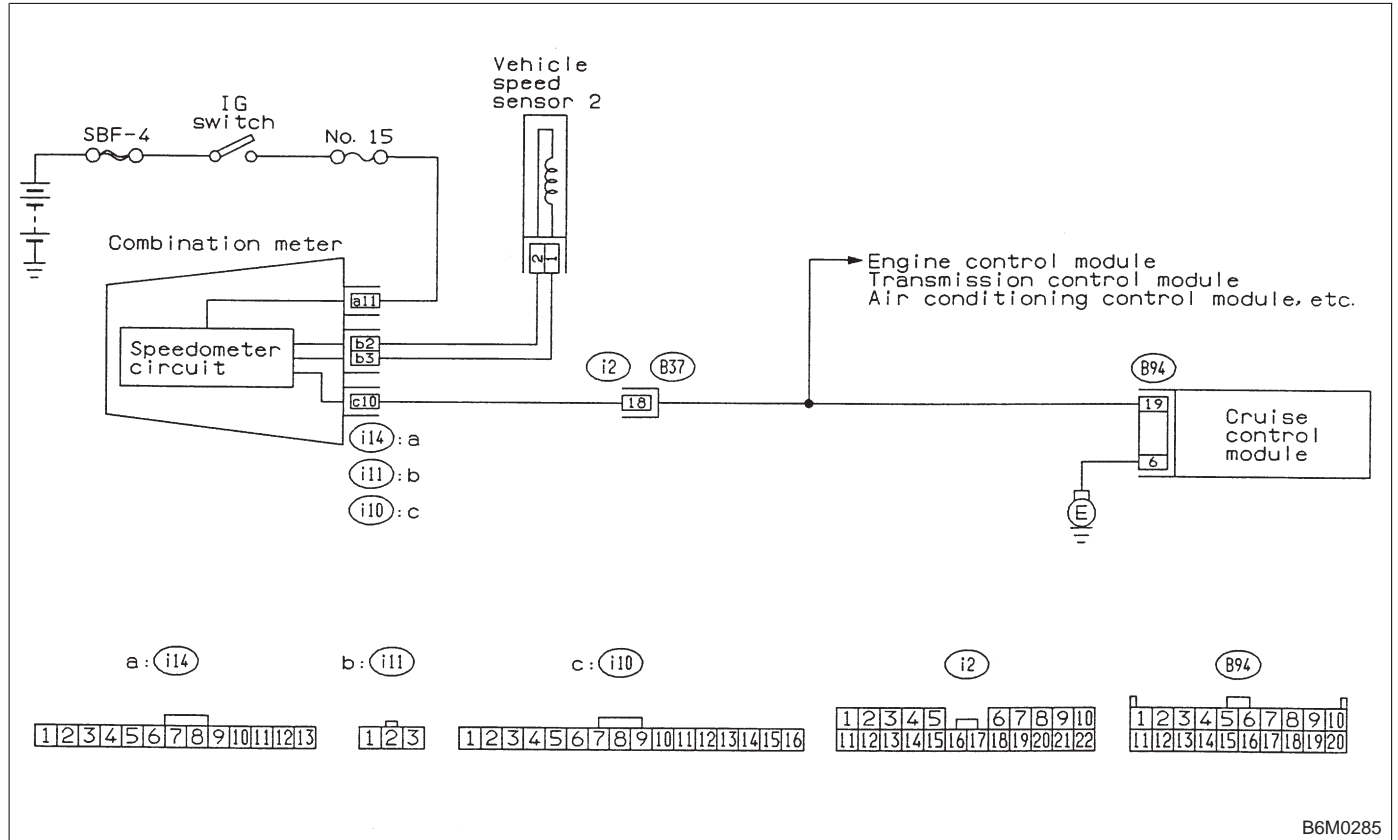 Vehicle
speed
sensor 2
IG
switch
SBF-4
No. 15
2 1
Combination meter
a11
Speedometer
circuit
b2
b3
c10
i14 : a
i11 : b
i10 : c
i2 B37
18
Engine control module
Transmission control module
Air conditioning control module, etc.
B94
19
6
Cruise
control
module
E
a : i14
1 2 3 4 5 6 7 8 9 10 11 12 13
b : i11
1 2 3
c : i10
1 2 3 4 5 6 7 8 9 10 11 12 13 14 15 16
i2
1 2 3 4 5 6 7 8 9 10
11 12 13 14 15 16 17 18 19 20 21 22
B94
1 2 3 4 5 6 7 8 9 10
11 12 13 14 15 16 17 18 19 20
B6M0285